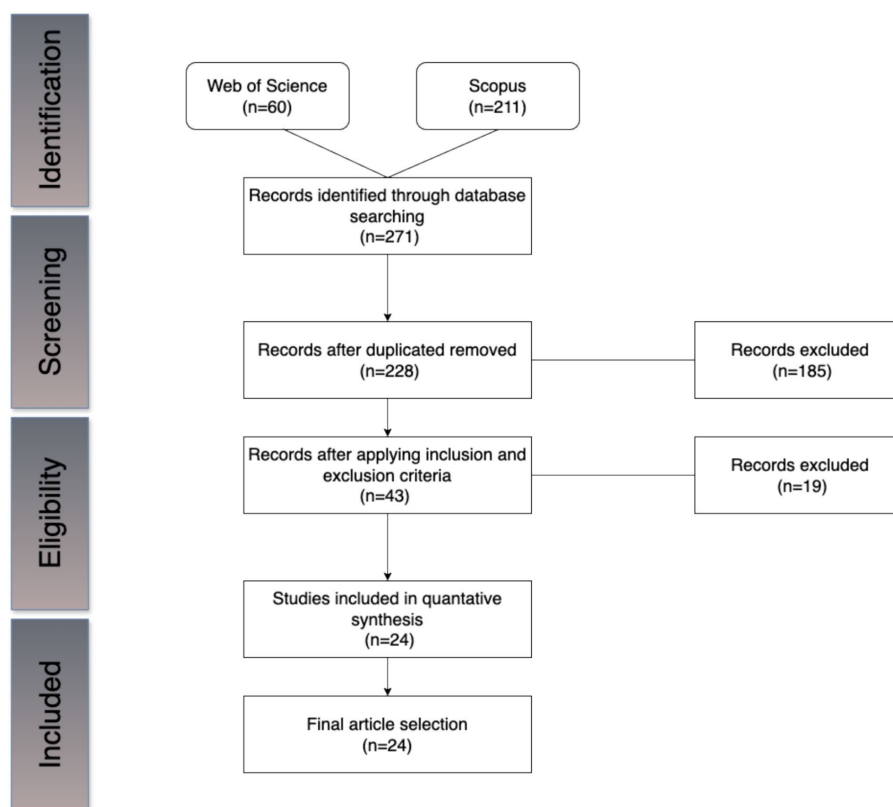 Identification
Web of Science
(n=60)
Scopus
(n=211)
Records identified through database
searching
(n=271)
Screening
Records after duplicated removed
(n=228)
Records excluded
(n=185)
Eligibility
Records after applying inclusion and
exclusion criteria
(n=43)
Records excluded
(n=19)
Studies included in quantative
synthesis
(n=24)
Included
Final article selection
(n=24)